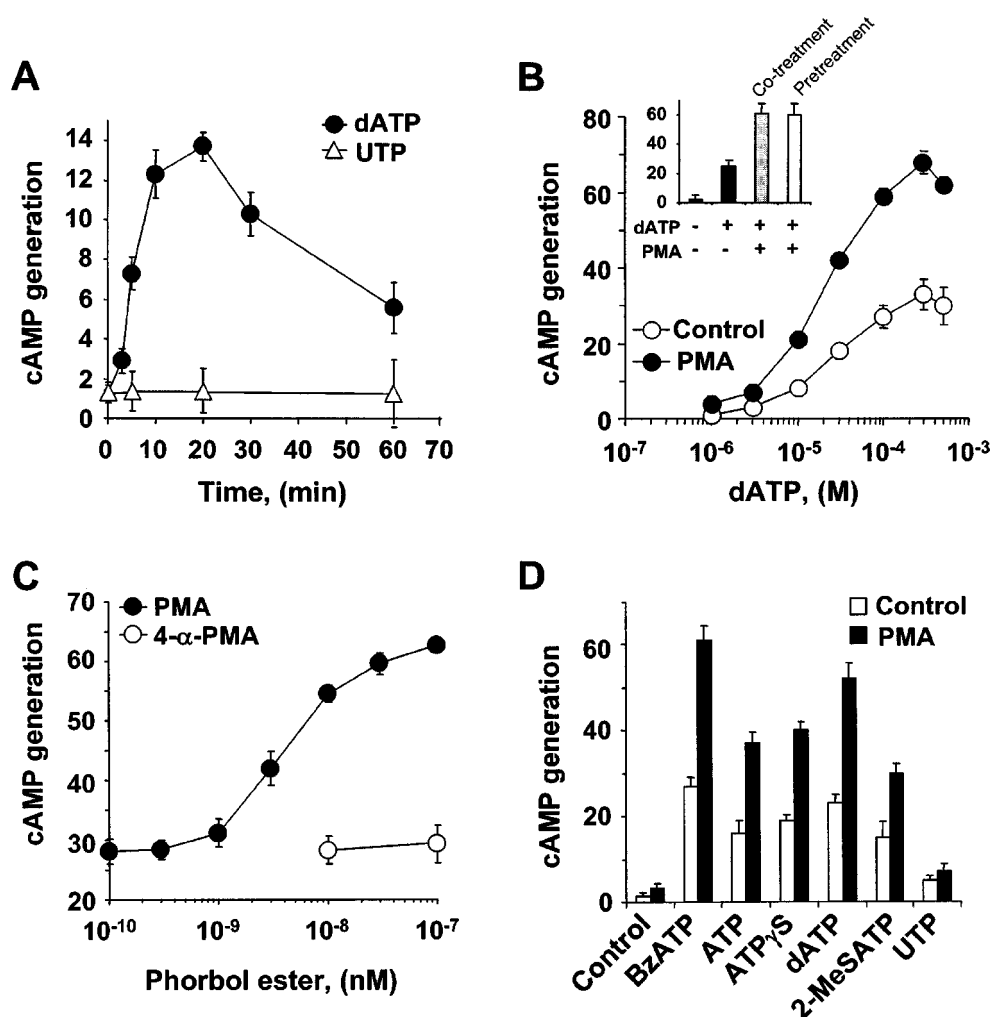 A
dATP
UTP
14
12
10
8
6
4
2
0
cAMP generation
0 10 20 30 40 50 60 70
Time, (min)
B
Co-treatment
Pretreatment
80
60
40
20
0
cAMP generation
60
40
20
0
dATP - + + +
PMA - - + +
Control
PMA
10-7 10-6 10-5 10-4 10-3
dATP, (M)
C
PMA
4-α-PMA
70
60
50
40
30
20
cAMP generation
10-10 10-9 10-8 10-7
Phorbol ester, (nM)
D
Control
PMA
60
40
20
0
cAMP generation
Control
BzATP
ATP
ATPγS
dATP
2-MeSATP
UTP